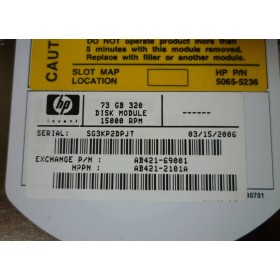 CAUT
DO NOT operate product more than
5 minutes with this module removed.
Replace with filler or another module.
SLOT MAP
LOCATION
HP P/N
5065-5236
hp
invent
73 GB 320
DISK MODULE
15000 RPM
------
SERIAL: SG3KP2DPJT 03/15/2006
EXCHANGE P/N : AB421-69001
HPPN : AB421-2101A